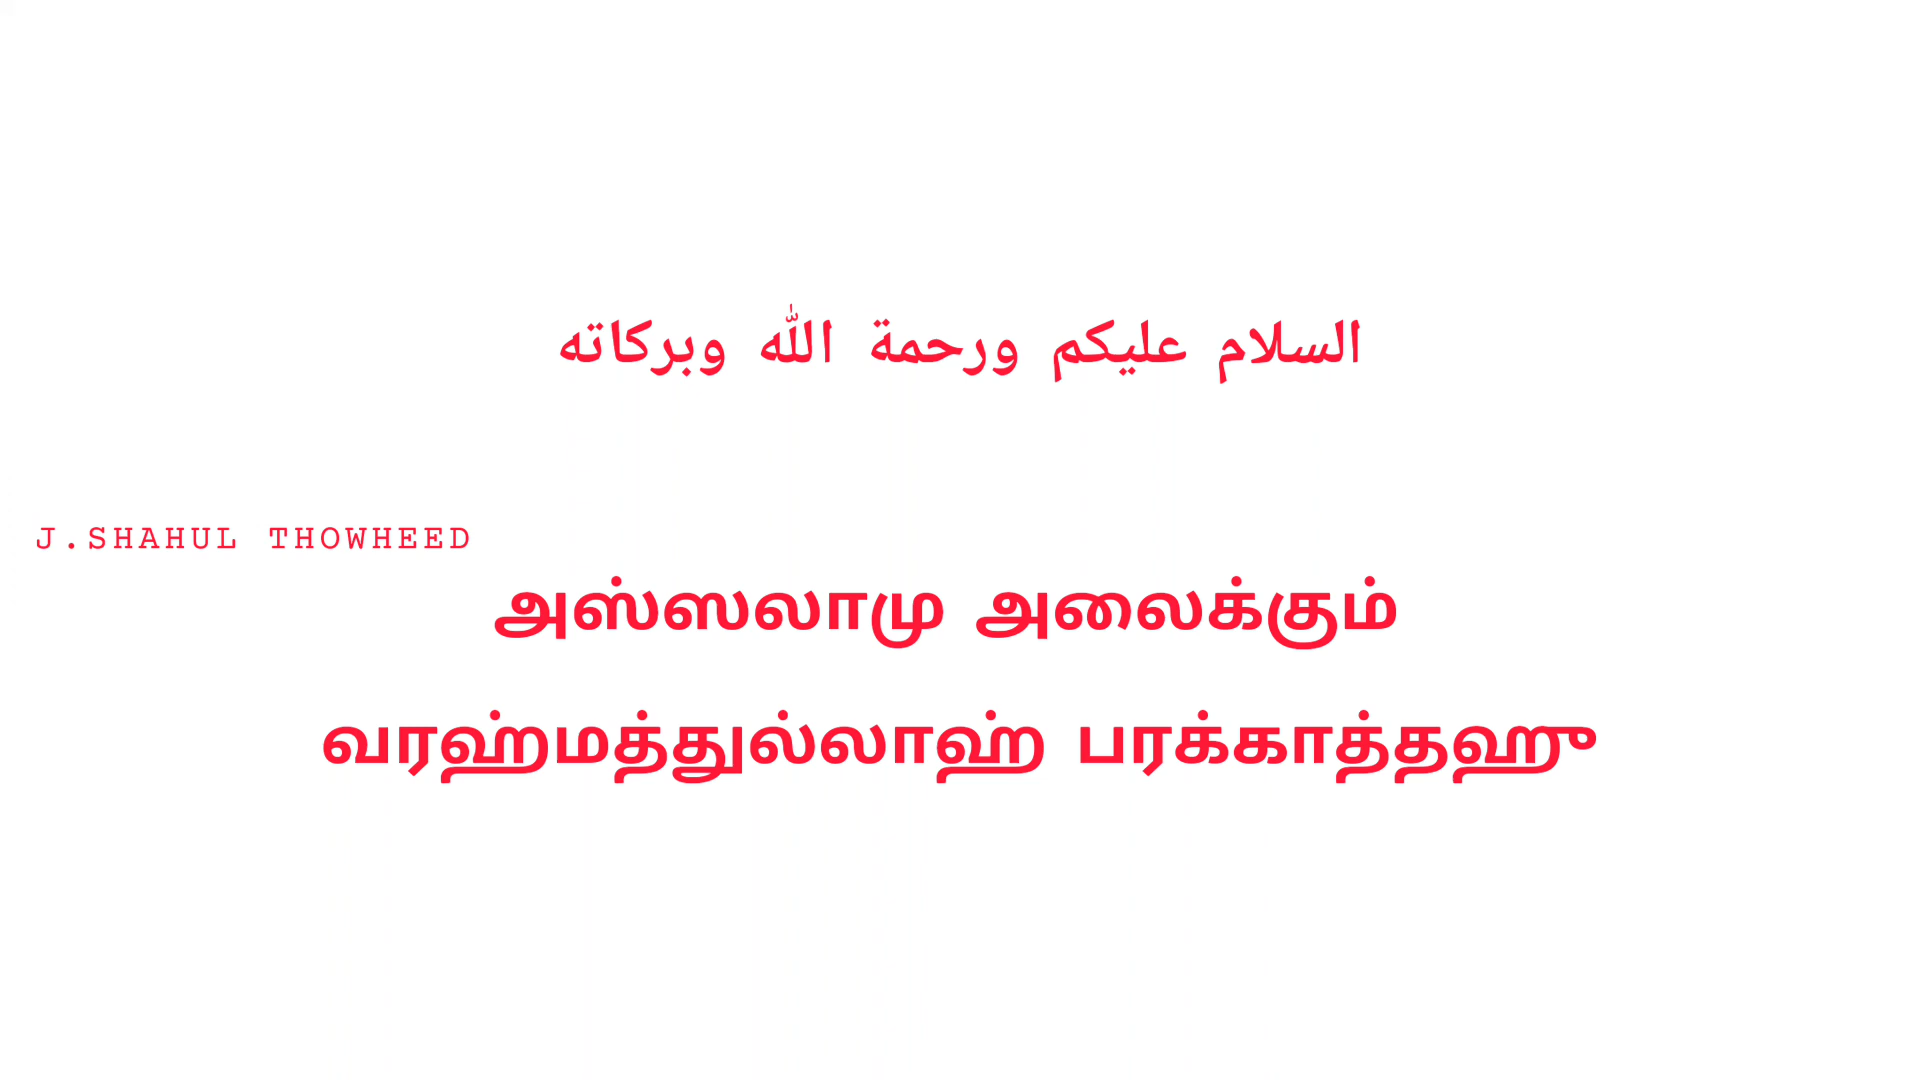 السلام عليكم ورحمة الله وبركاته
J.SHAHUL THOWHEED
அஸ்ஸலாமு அலைக்கும்
வரஹ்மத்துல்லாஹ் பரக்காத்தஹு